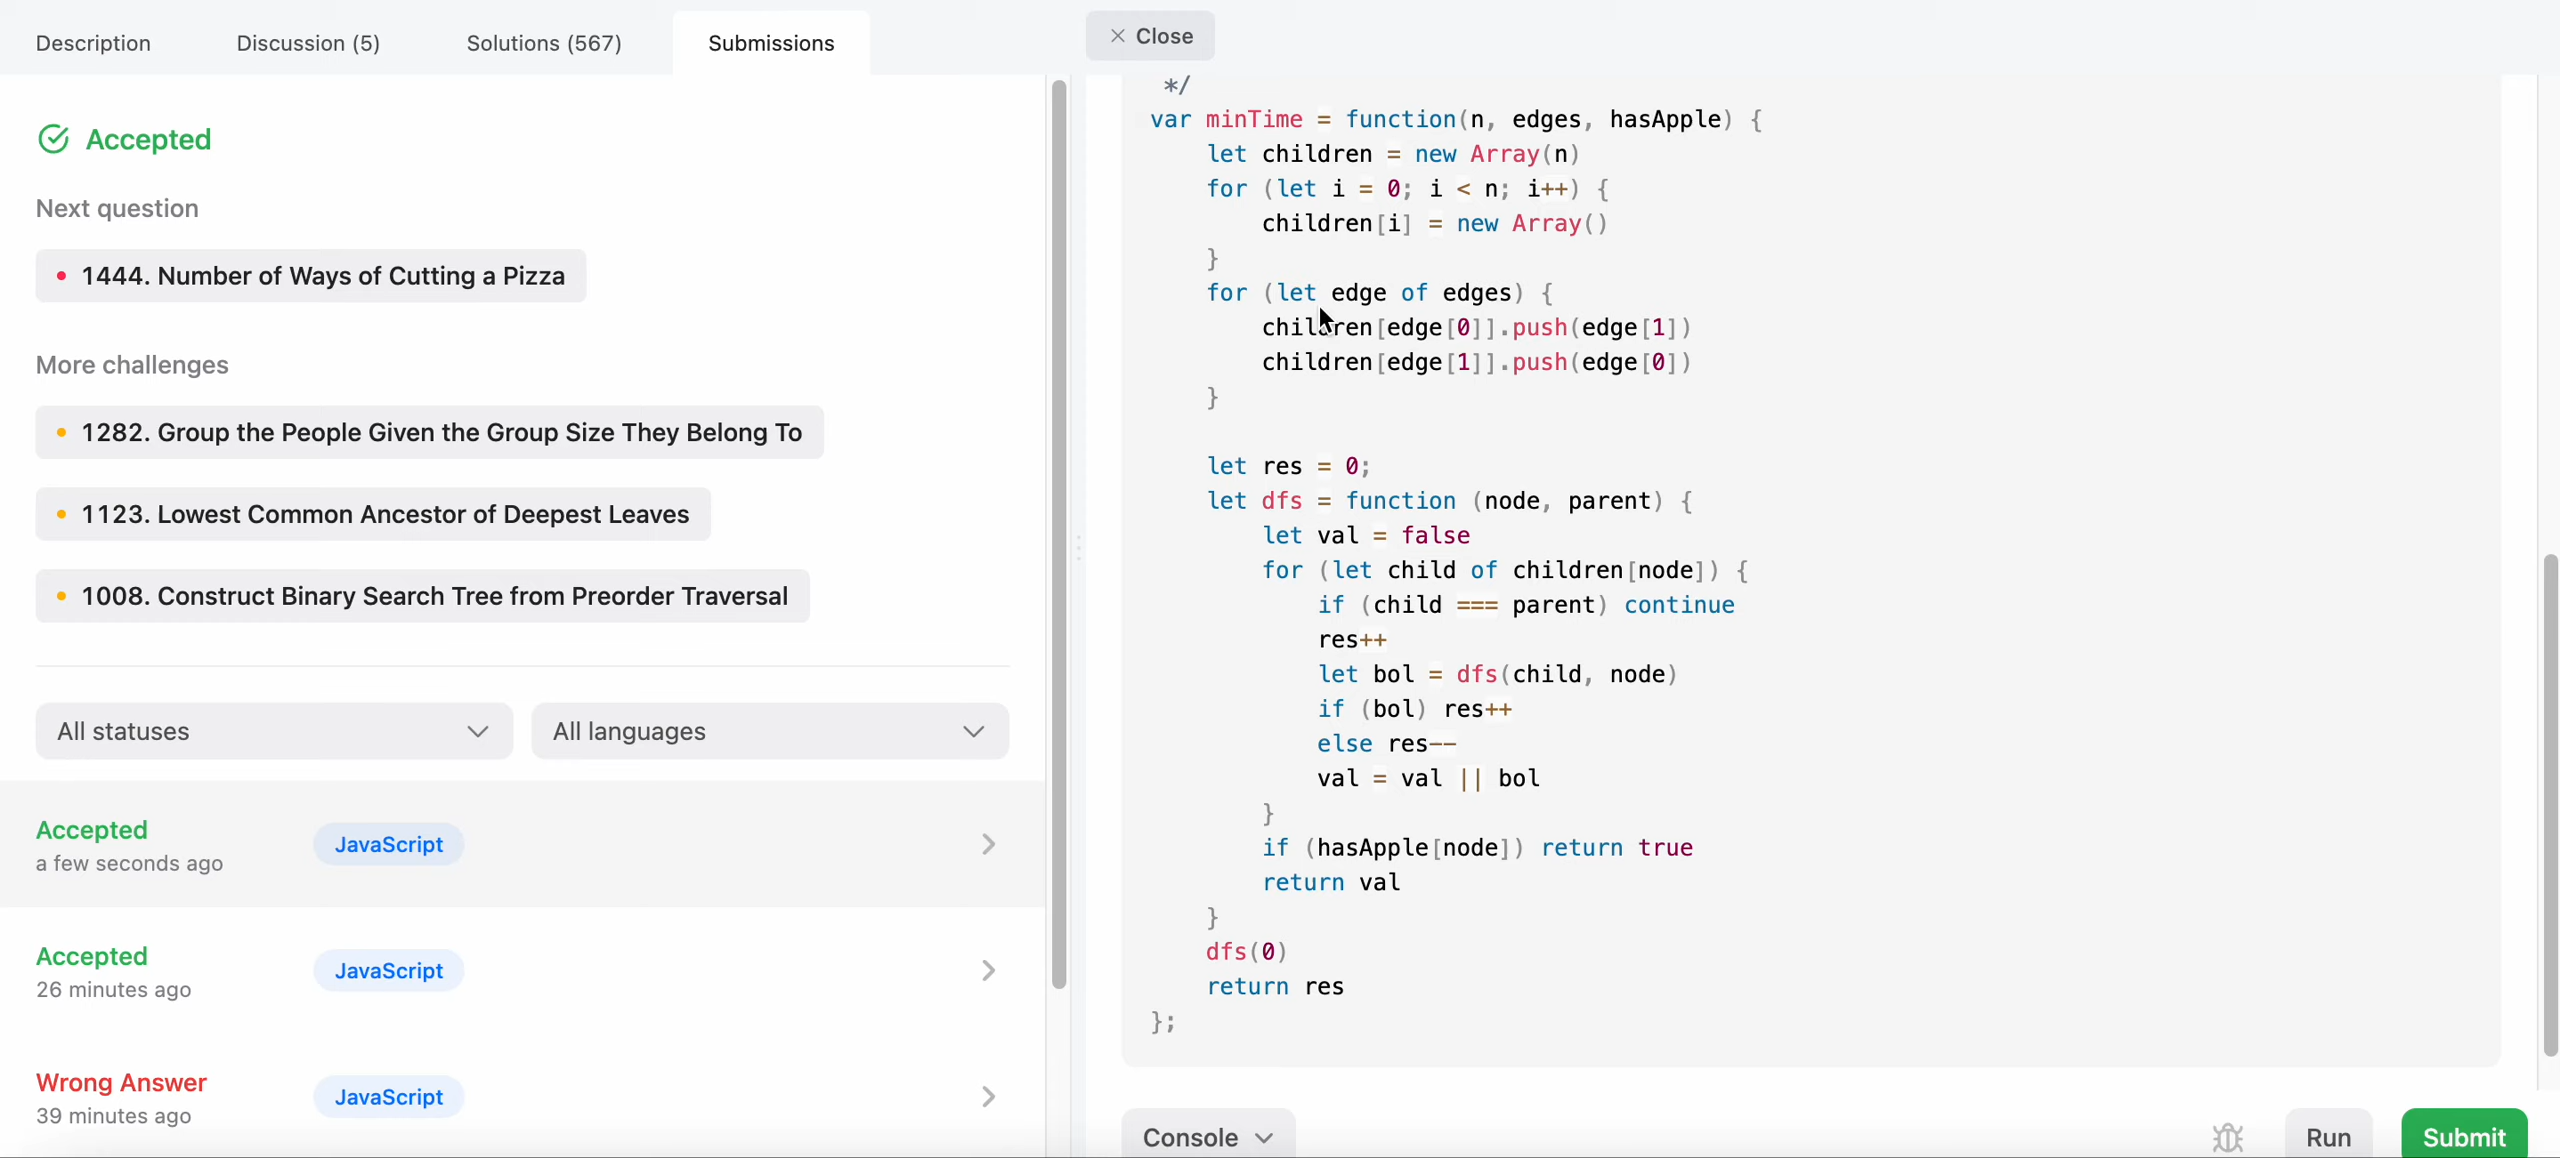 Description
Discussion (5)
Solutions (567)
Submissions
Accepted
Next question
1444. Number of Ways of Cutting a Pizza
More challenges
1282. Group the People Given the Group Size They Belong To
1123. Lowest Common Ancestor of Deepest Leaves
1008. Construct Binary Search Tree from Preorder Traversal
All statuses
All languages
Accepted
a few seconds ago
JavaScript
Accepted
26 minutes ago
JavaScript
Wrong Answer
39 minutes ago
JavaScript
Close
*/
var minTime = function(n, edges, hasApple) {
    let children = new Array(n)
    for (let i = 0; i < n; i++) {
        children[i] = new Array()
    }
    for (let edge of edges) {
        children[edge[0]].push(edge[1])
        children[edge[1]].push(edge[0])
    }
    let res = 0;
    let dfs = function (node, parent) {
        let val = false
        for (let child of children[node]) {
            if (child === parent) continue
            res++
            let bol = dfs(child, node)
            if (bol) res++
            else res--
            val = val || bol
        }
        if (hasApple[node]) return true
        return val
    }
    dfs(0)
    return res
};
Console
Run
Submit